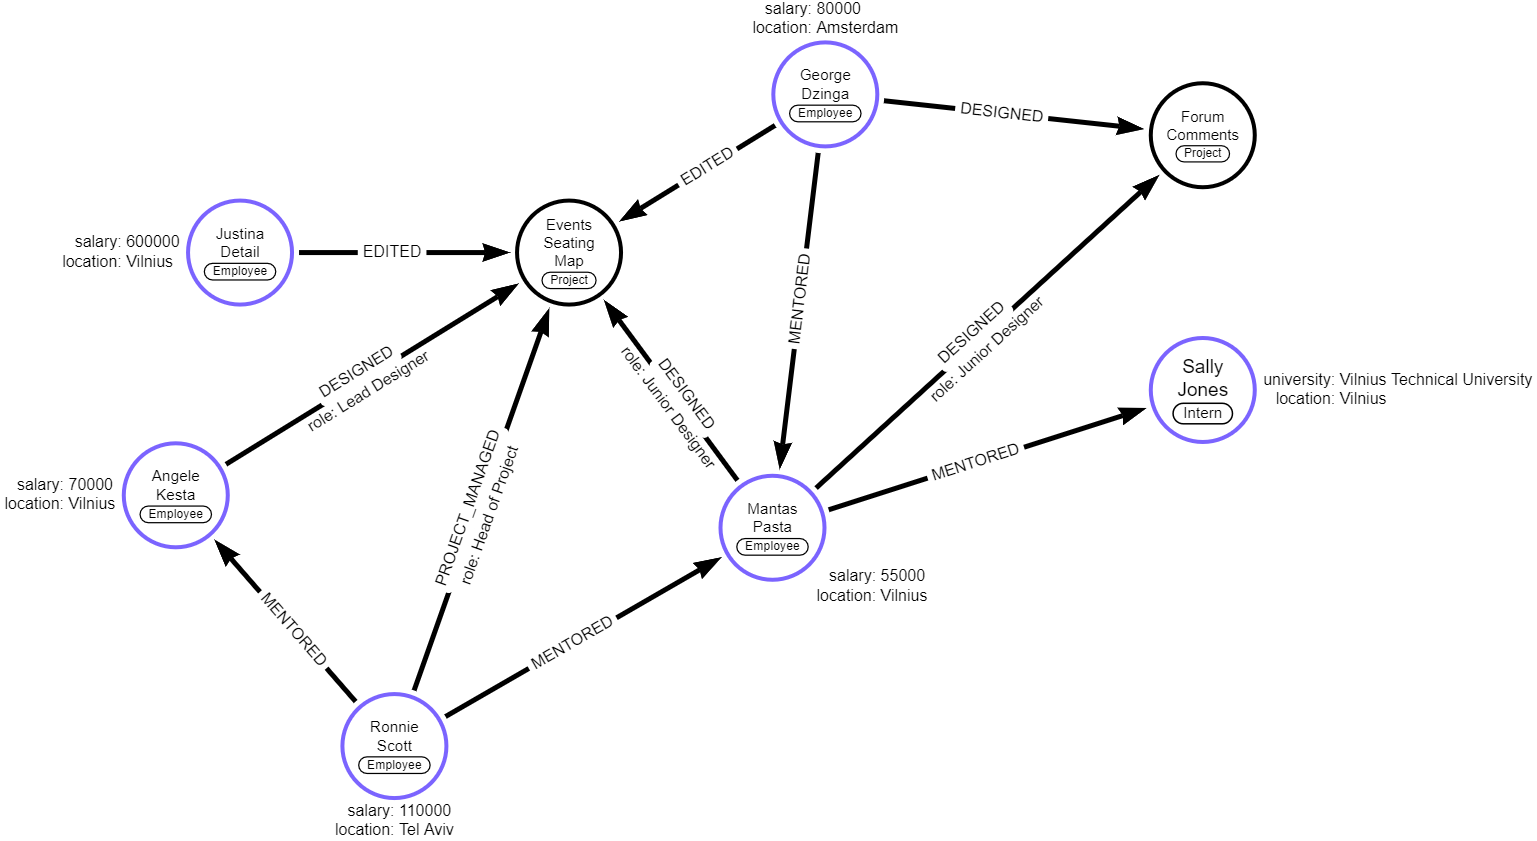 salary: 80000
location: Amsterdam
George
Dzinga
Employee
DESIGNED
Forum
Comments
Project
EDITED
Justina
Detail
Employee
salary: 600000
location: Vilnius
EDITED
Events
Seating
Map
Project
MENTORED
DESIGNED
role: Lead Designer
DESIGNED
role: Junior Designer
DESIGNED
role: Junior Designer
Sally
Jones
Intern
university: Vilnius Technical University
location: Vilnius
MENTORED
Angele
Kesta
Employee
salary: 70000
location: Vilnius
PROJECT_MANAGED
role: Head of Project
Mantas
Pasta
Employee
salary: 55000
location: Vilnius
MENTORED
MENTORED
Ronnie
Scott
Employee
salary: 110000
location: Tel Aviv